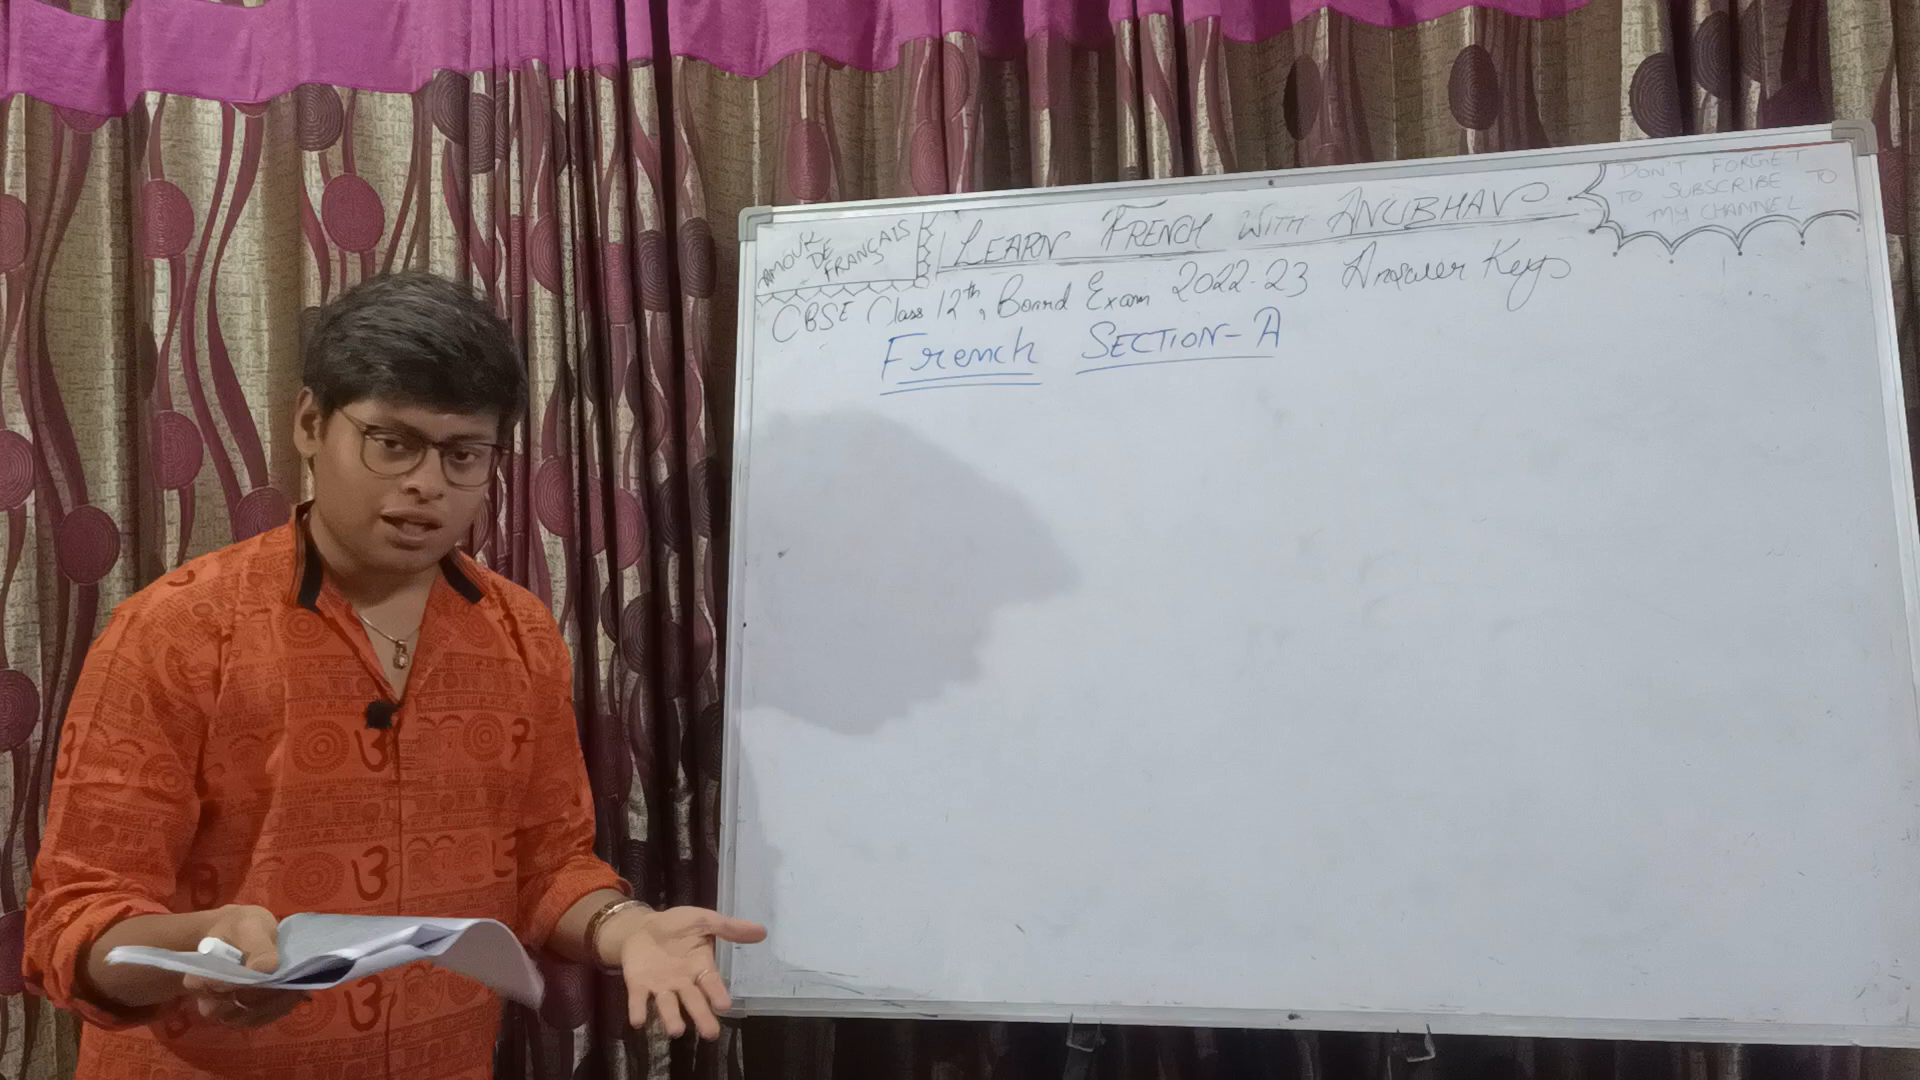 AMOUR
DE
FRANÇAIS
LEARN FRENCH WITH ANUBHAV
DON'T FORGET
TO SUBSCRIBE TO
MY CHANNEL
CBSE Class 12th, Board Exam 2022-23 Answer Keys
French SECTION-A